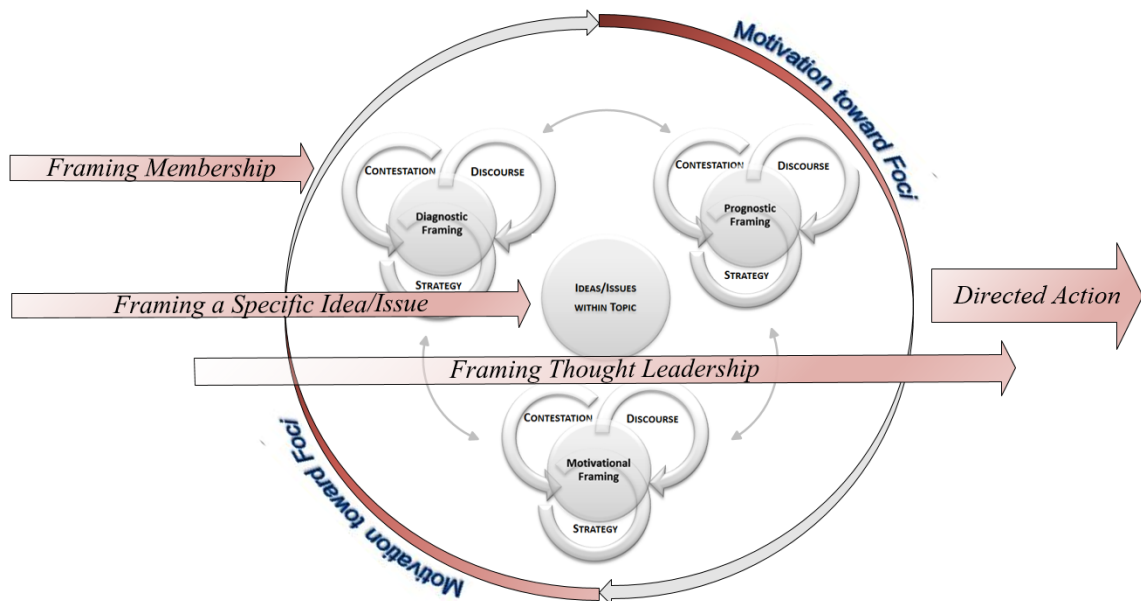 Motivation toward Foci
Framing Membership
CONTESTATION
DISCOURSE
Diagnostic
Framing
STRATEGY
CONTESTATION
DISCOURSE
Prognostic
Framing
STRATEGY
IDEAS/ISSUES
WITHIN TOPIC
Framing a Specific Idea/Issue
Directed Action
Framing Thought Leadership
CONTESTATION
DISCOURSE
Motivational
Framing
STRATEGY
Motivation toward Foci